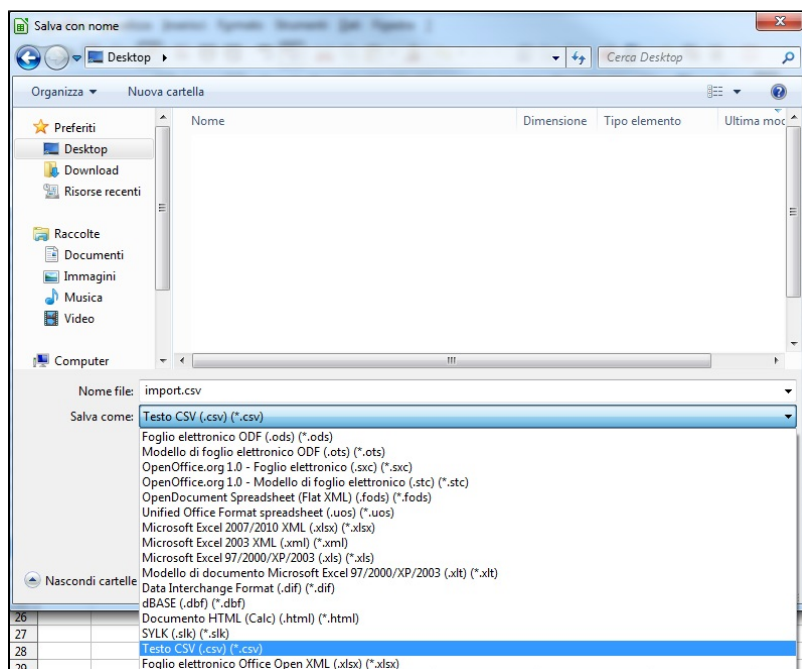 Salva con nome
Desktop
Cerca Desktop
Organizza
Nuova cartella
Preferiti
Desktop
Download
Risorse recenti
Raccolte
Documenti
Immagini
Musica
Video
Computer
Nome Dimensione Tipo elemento Ultima moc
Nome file: import.csv
Salva come: Testo CSV (.csv) (*.csv)
Foglio elettronico ODF (.ods) (*.ods)
Modello di foglio elettronico ODF (.ots) (*.ots)
OpenOffice.org 1.0 - Foglio elettronico (.sxc) (*.sxc)
OpenOffice.org 1.0 - Modello di foglio elettronico (.stc) (*.stc)
OpenDocument Spreadsheet (Flat XML) (.fods) (*.fods)
Unified Office Format spreadsheet (.uos) (*.uos)
Microsoft Excel 2007/2010 XML (.xlsx) (*.xlsx)
Microsoft Excel 2003 XML (.xml) (*.xml)
Microsoft Excel 97/2000/XP/2003 (.xls) (*.xls)
Modello di documento Microsoft Excel 97/2000/XP/2003 (.xlt) (*.xlt)
Data Interchange Format (.dif) (*.dif)
dBASE (.dbf) (*.dbf)
Documento HTML (Calc) (.html) (*.html)
SYLK (.slk) (*.slk)
Testo CSV (.csv) (*.csv)
Foglio elettronico Office Open XML (.xlsx) (*.xlsx)
Nascondi cartelle
26
27
28
29